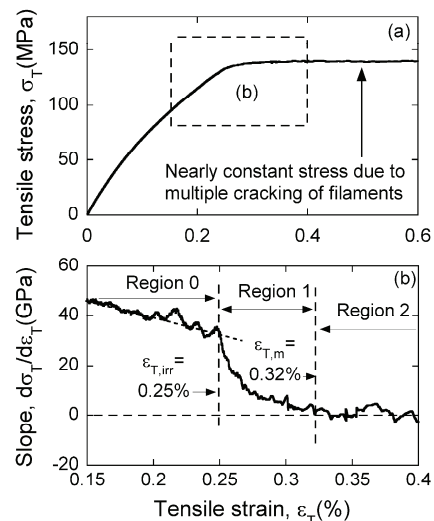 (a)
Tensile stress, σT(MPa)
200
150
100
50
0
(b)
Nearly constant stress due to
multiple cracking of filaments
0 0.2 0.4 0.6
(b)
Slope, dσT/dεT(GPa)
60
40
20
0
-20
Region 0
Region 1
Region 2
εT,irr=
0.25%
εT,m=
0.32%
0.15 0.2 0.25 0.3 0.35 0.4
Tensile strain, εT(%)